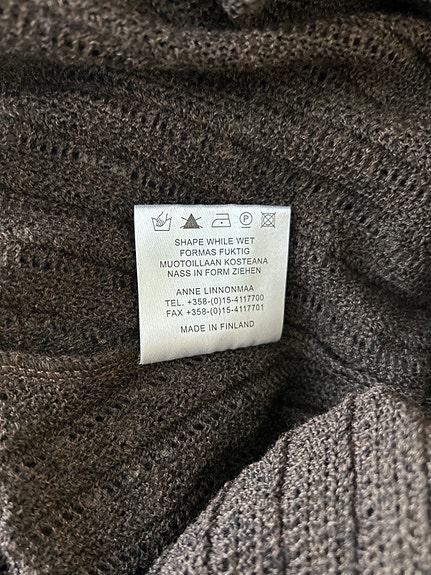 SHAPE WHILE WET
FORMAS FUKTIG
MUOTOILLAAN KOSTEANA
NASS IN FORM ZIEHEN
ANNE LINNONMAA
TEL. +358-(0)15-4117700
FAX +358-(0)15-4117701
MADE IN FINLAND